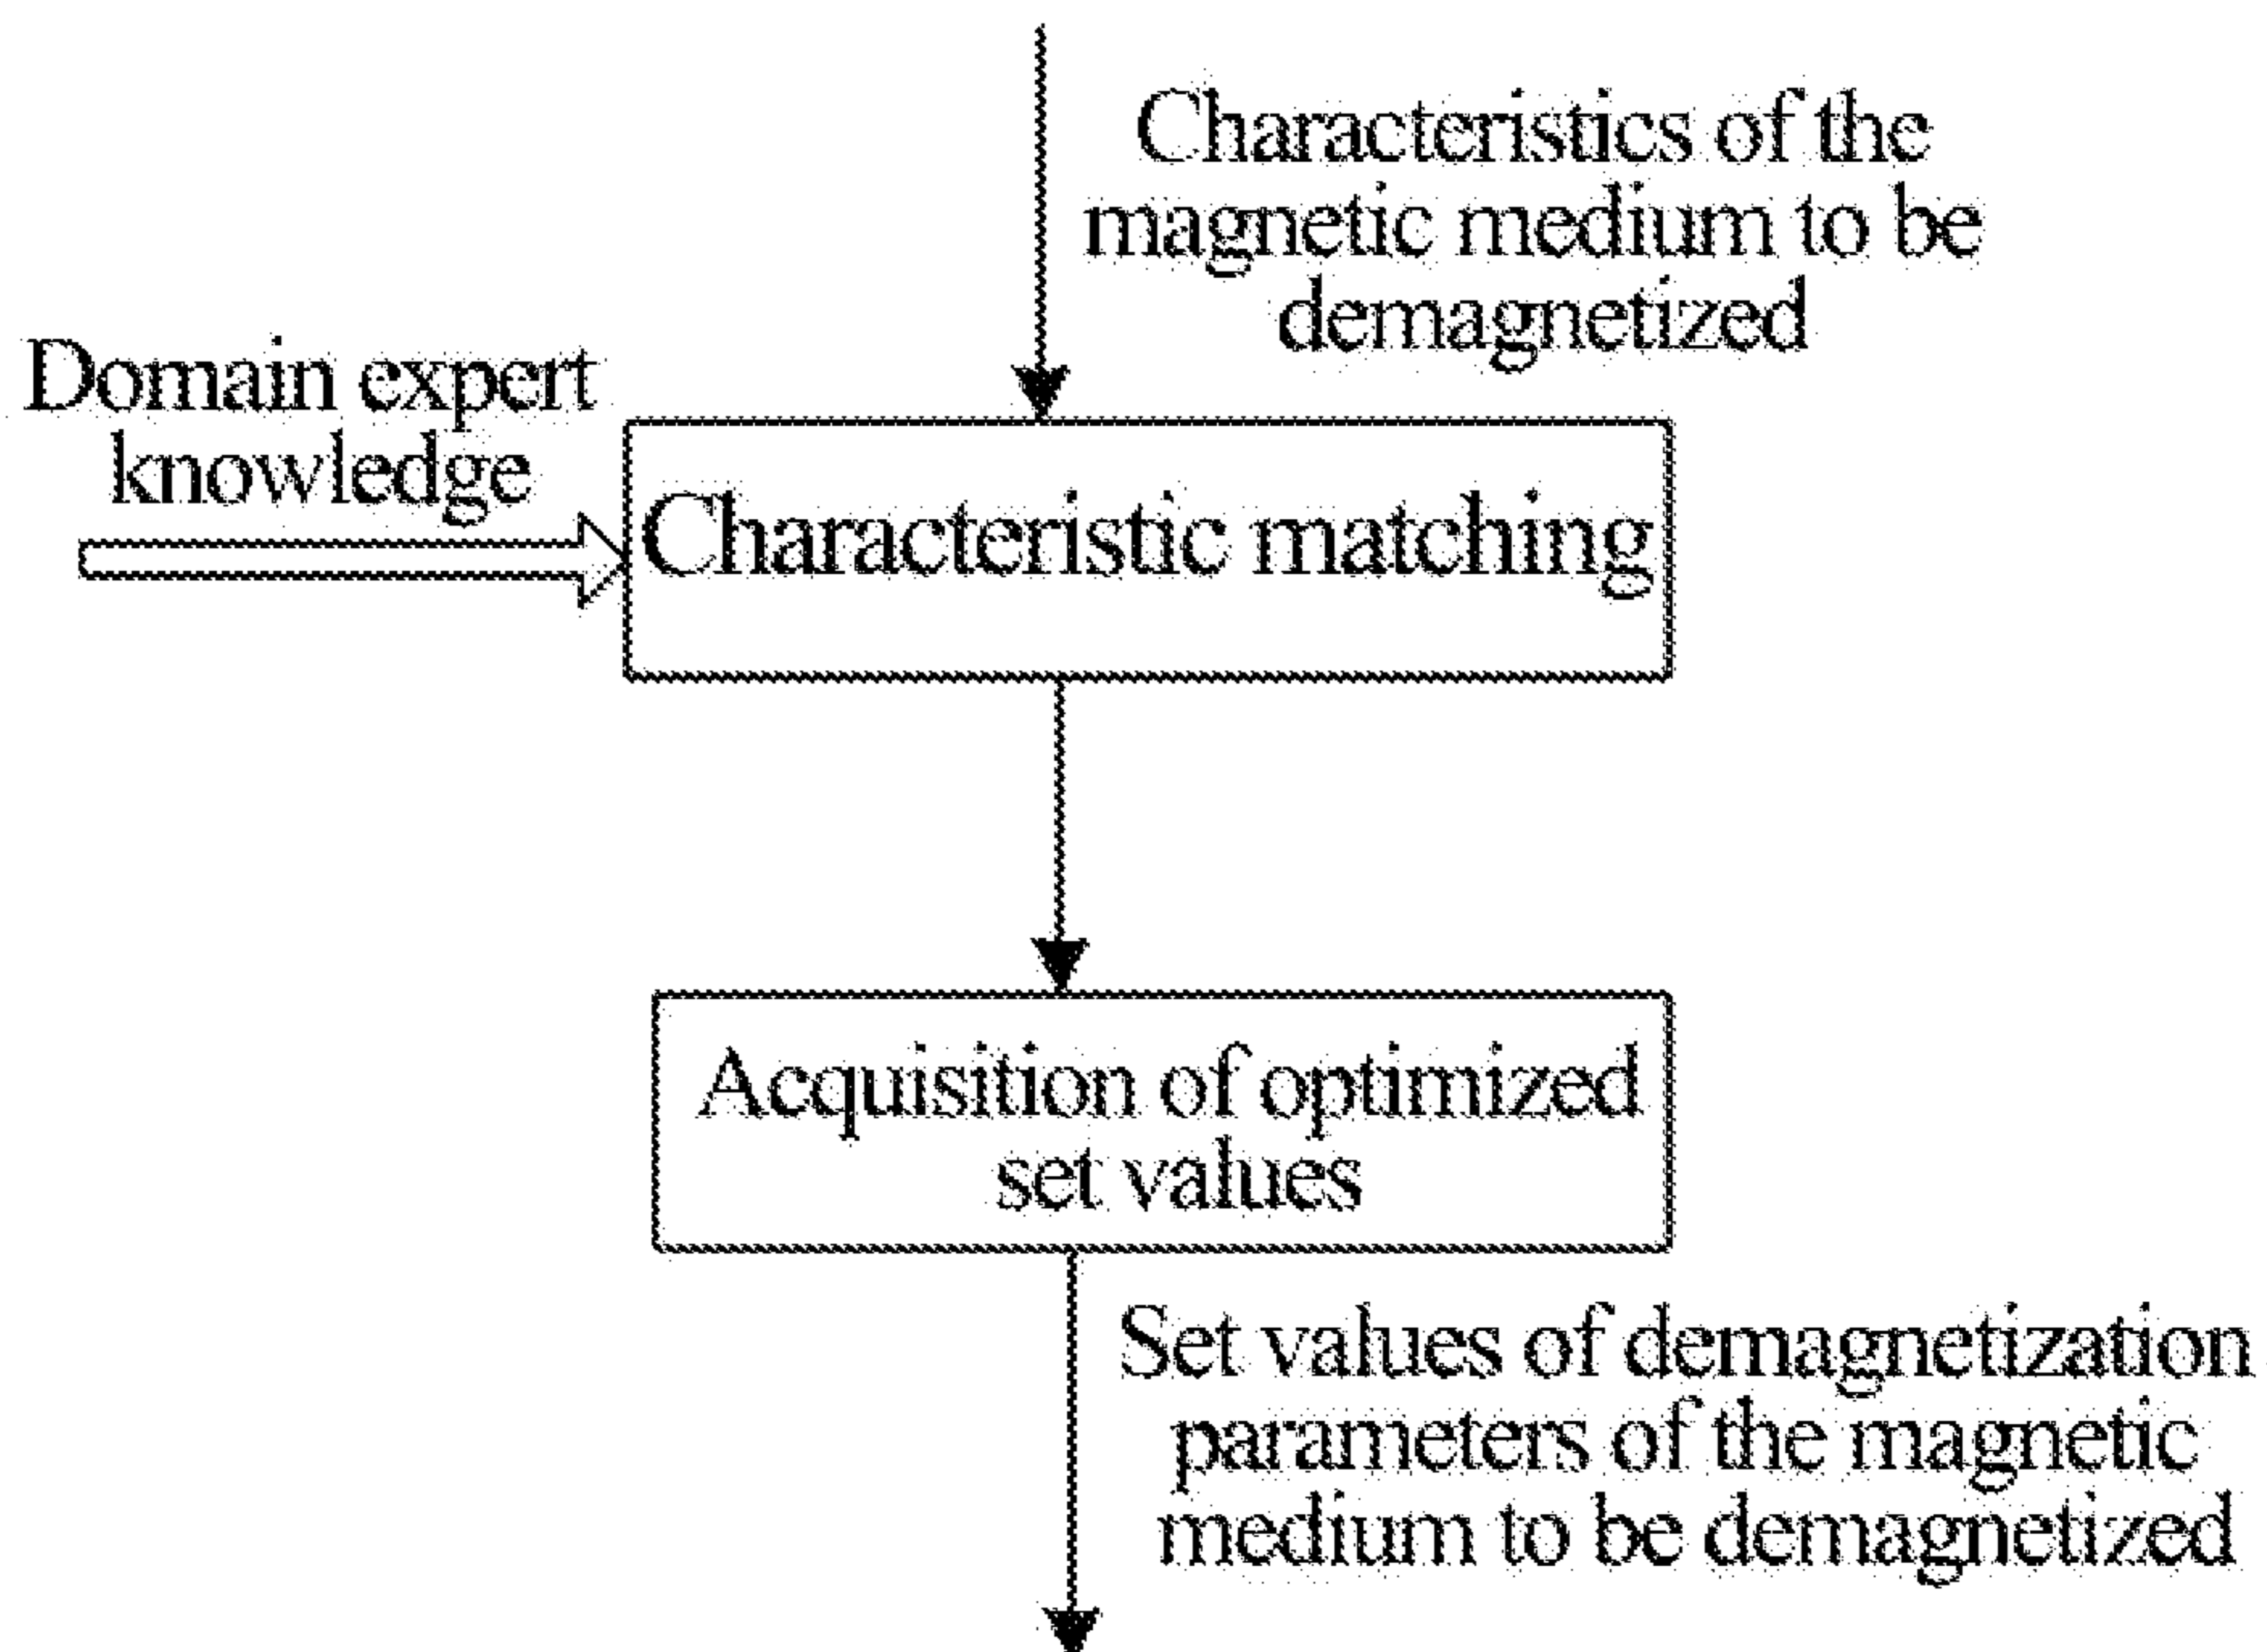 Characteristics of the
magnetic medium to be
demagnetized
Domain expert
knowledge
Characteristic matching
Acquisition of optimized
set values
Set values of demagnetization
parameters of the magnetic
medium to be demagnetized